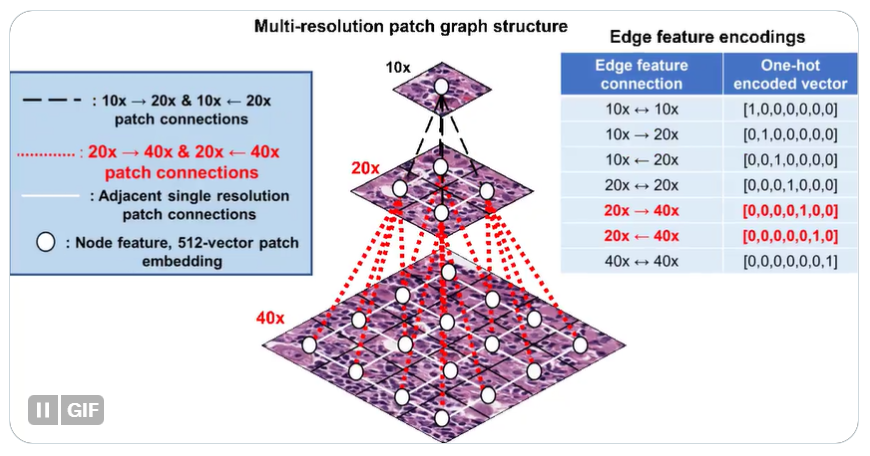 Multi-resolution patch graph structure
: 10x → 20x & 10x ← 20x
patch connections
: 20x → 40x & 20x ← 40x
patch connections
: Adjacent single resolution
patch connections
: Node feature, 512-vector patch
embedding
10x
20x
40x
Edge feature encodings
Edge feature connection | One-hot encoded vector
10x ↔ 10x [1,0,0,0,0,0,0]
10x → 20x [0,1,0,0,0,0,0]
10x ← 20x [0,0,1,0,0,0,0]
20x ↔ 20x [0,0,0,1,0,0,0]
20x → 40x [0,0,0,0,1,0,0]
20x ← 40x [0,0,0,0,0,1,0]
40x ↔ 40x [0,0,0,0,0,0,1]
GIF